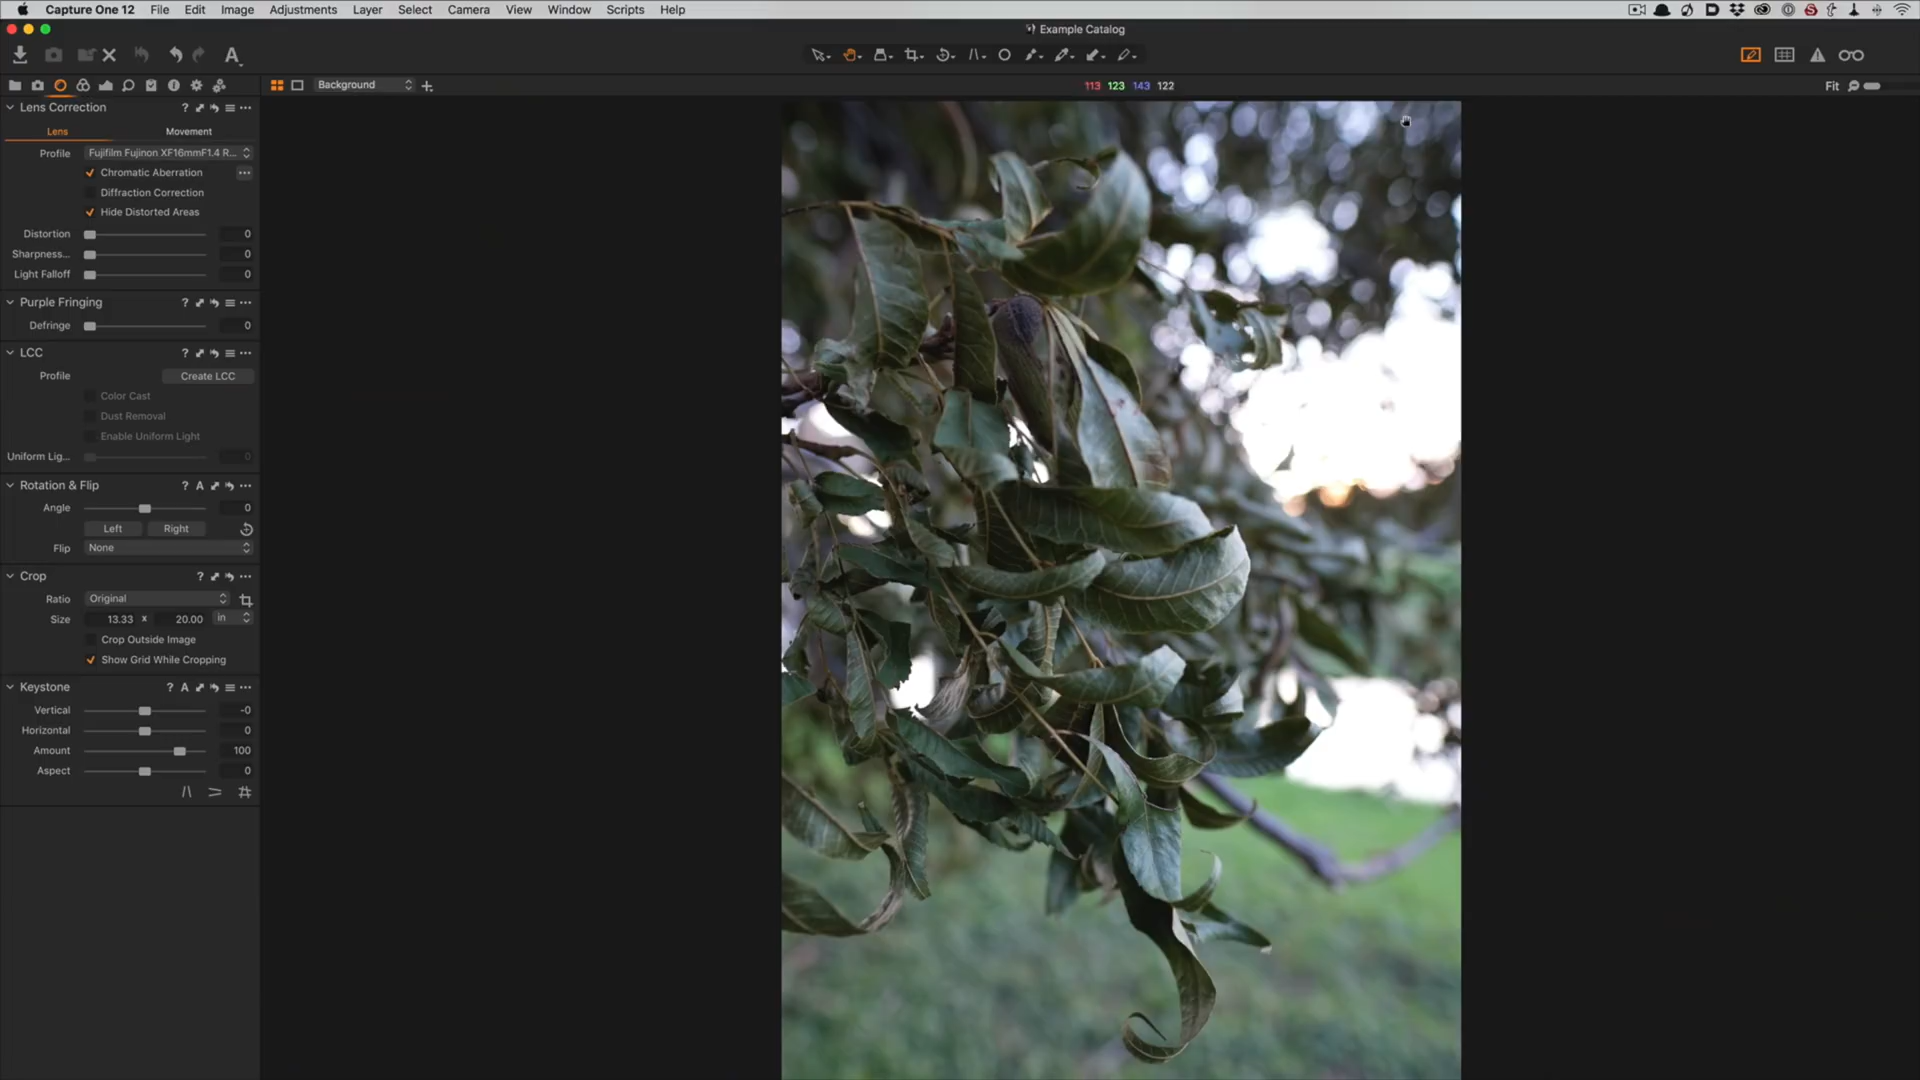 Capture One 12 File Edit Image Adjustments Layer Select Camera View Window Scripts Help
Example Catalog
A
Background
113 123 143 122
Fit
Lens Correction
Lens Movement
Profile Fujifilm Fujinon XF16mmF1.4 R...
Chromatic Aberration
Diffraction Correction
Hide Distorted Areas
Distortion 0
Sharpness... 0
Light Falloff 0
Purple Fringing
Defringe 0
LCC
Profile Create LCC
Color Cast
Dust Removal
Enable Uniform Light
Uniform Lig... 0
Rotation & Flip ? A
Angle 0
Left Right
Flip None
Crop
Ratio Original
Size 13.33 x 20.00 in
Crop Outside Image
Show Grid While Cropping
Keystone ? A
Vertical -0
Horizontal 0
Amount 100
Aspect 0